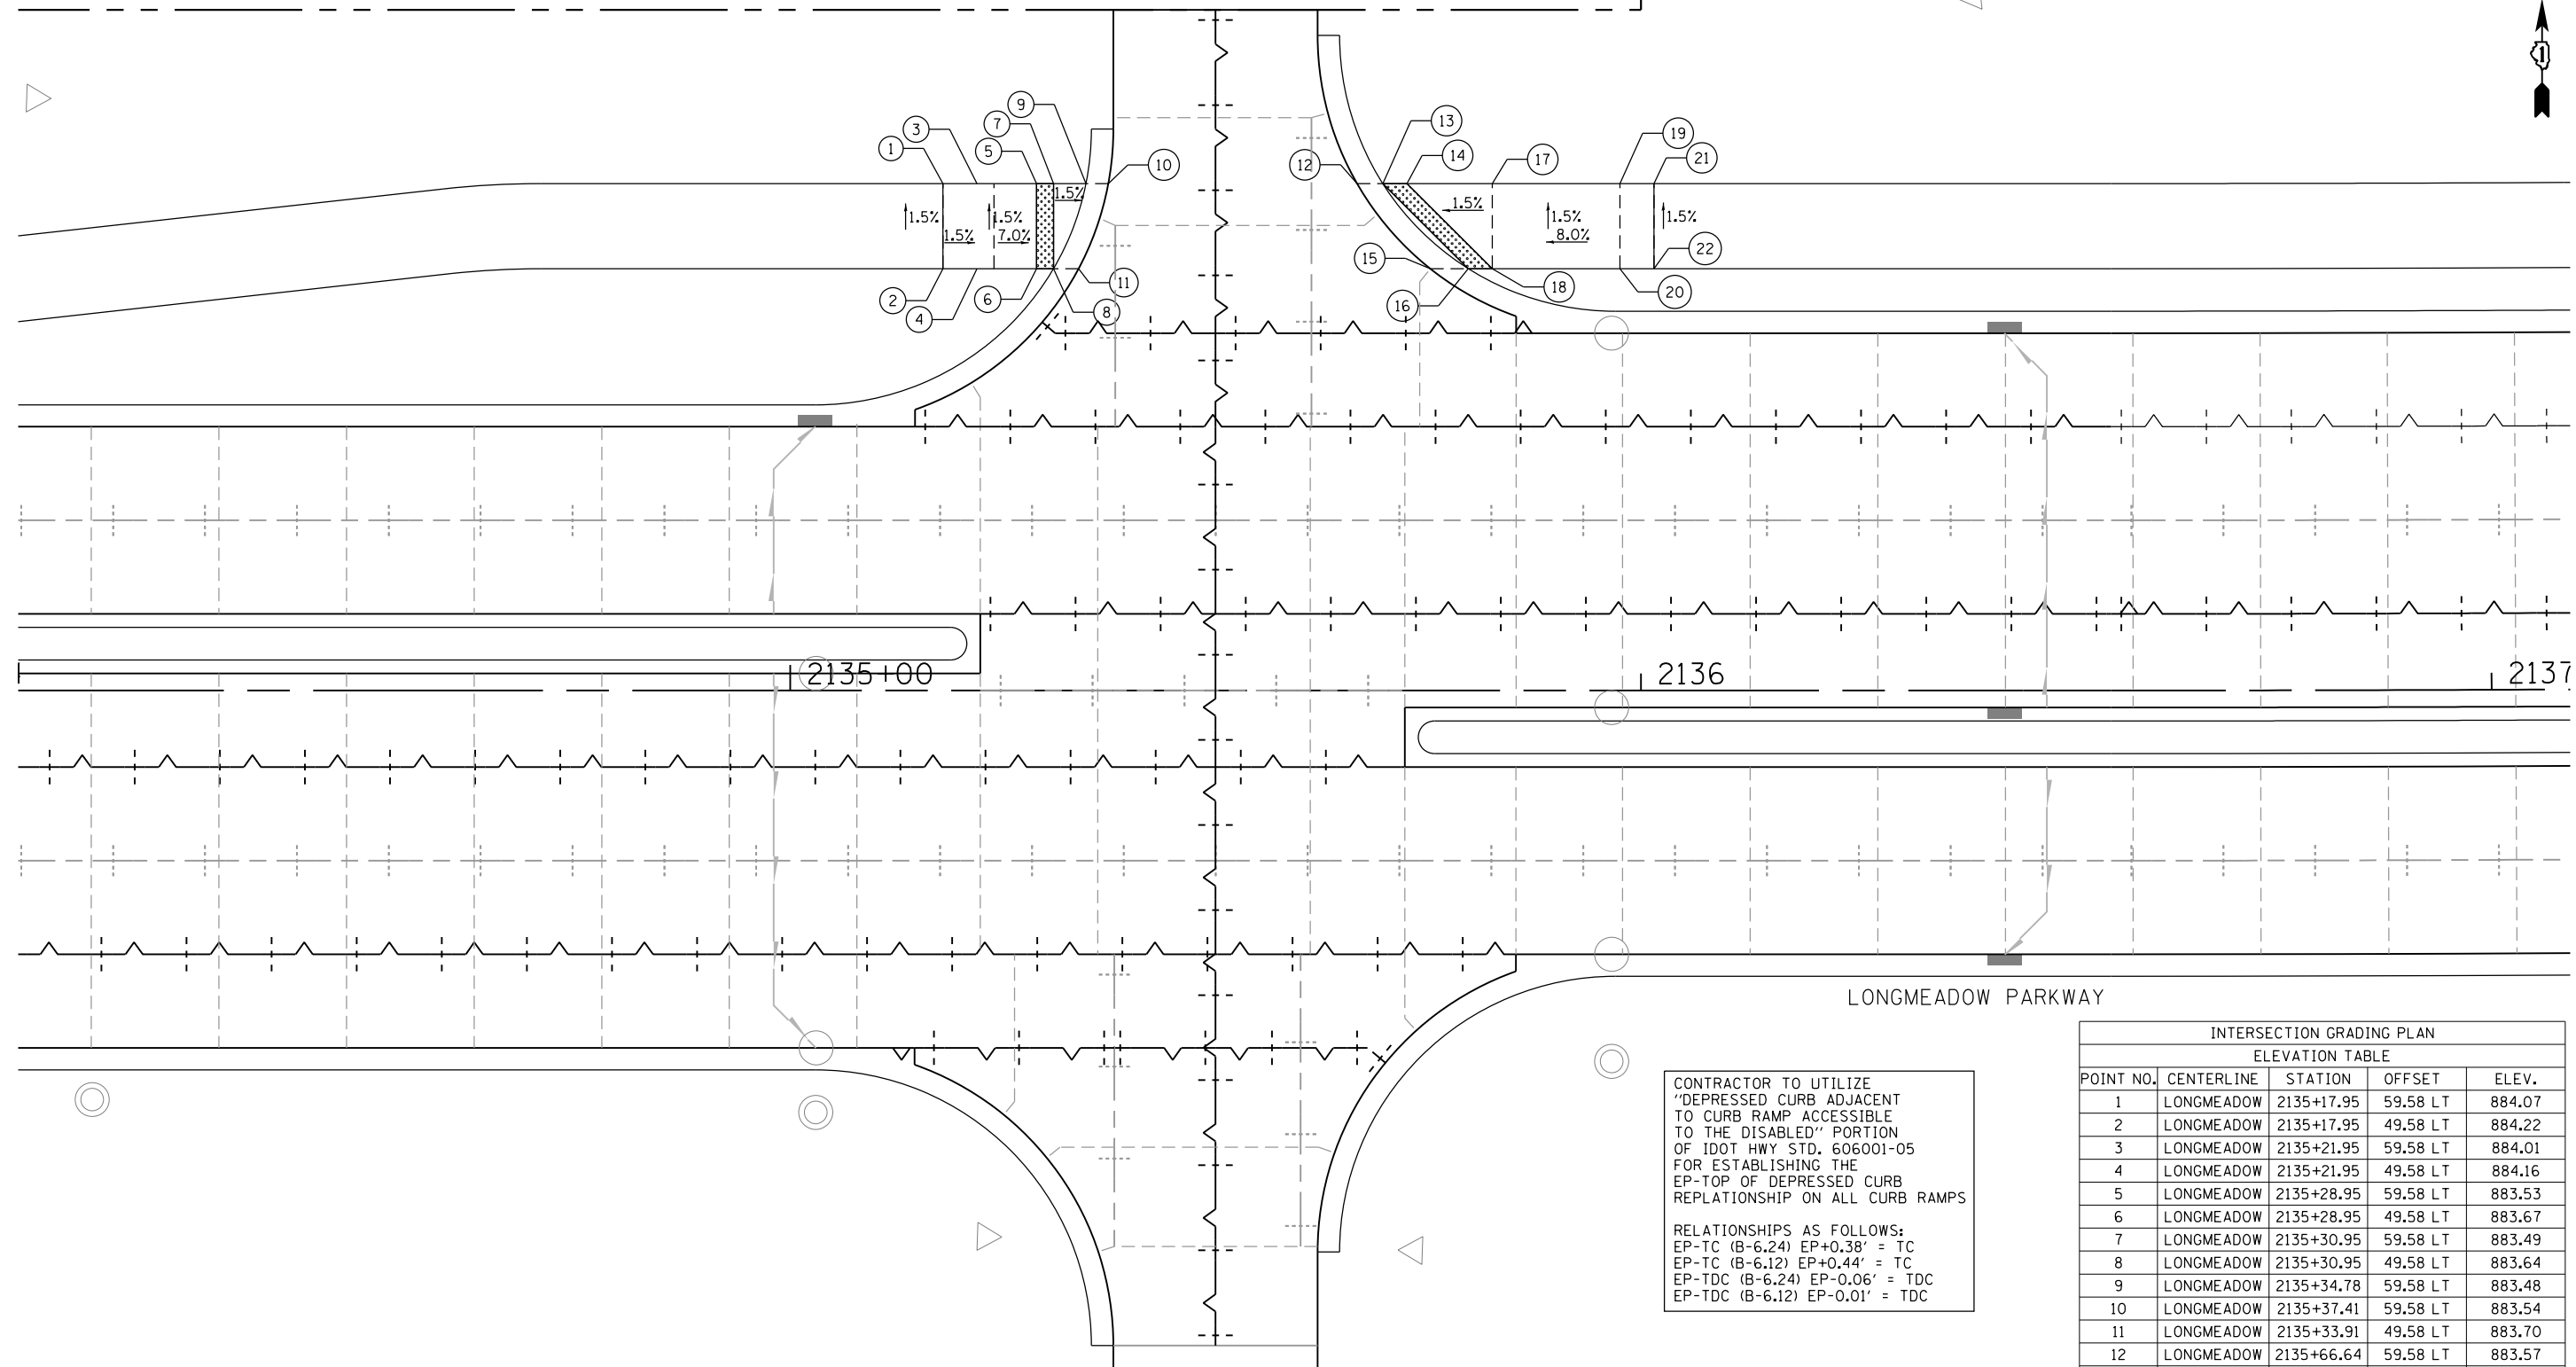 9
13
7
19
3
14
1
5
17
21
10
12
1.5%
1.5%
1.5%
1.5%
1.5%
1.5%
1.5%
7.0%
8.0%
22
15
11
2
6
16
18
20
4
8
2135+00
2136
2137
LONGMEADOW PARKWAY
CONTRACTOR TO UTILIZE
"DEPRESSED CURB ADJACENT
TO CURB RAMP ACCESSIBLE
TO THE DISABLED" PORTION
OF IDOT HWY STD. 606001-05
FOR ESTABLISHING THE
EP-TOP OF DEPRESSED CURB
REPLATIONSHIP ON ALL CURB RAMPS
RELATIONSHIPS AS FOLLOWS:
EP-TC (B-6.24) EP+0.38' = TC
EP-TC (B-6.12) EP+0.44' = TC
EP-TDC (B-6.24) EP-0.06' = TDC
EP-TDC (B-6.12) EP-0.01' = TDC
INTERSECTION GRADING PLAN
ELEVATION TABLE
POINT NO. CENTERLINE STATION OFFSET ELEV.
1 LONGMEADOW 2135+17.95 59.58 LT 884.07
2 LONGMEADOW 2135+17.95 49.58 LT 884.22
3 LONGMEADOW 2135+21.95 59.58 LT 884.01
4 LONGMEADOW 2135+21.95 49.58 LT 884.16
5 LONGMEADOW 2135+28.95 59.58 LT 883.53
6 LONGMEADOW 2135+28.95 49.58 LT 883.67
7 LONGMEADOW 2135+30.95 59.58 LT 883.49
8 LONGMEADOW 2135+30.95 49.58 LT 883.64
9 LONGMEADOW 2135+34.78 59.58 LT 883.48
10 LONGMEADOW 2135+37.41 59.58 LT 883.54
11 LONGMEADOW 2135+33.91 49.58 LT 883.70
12 LONGMEADOW 2135+66.64 59.58 LT 883.57